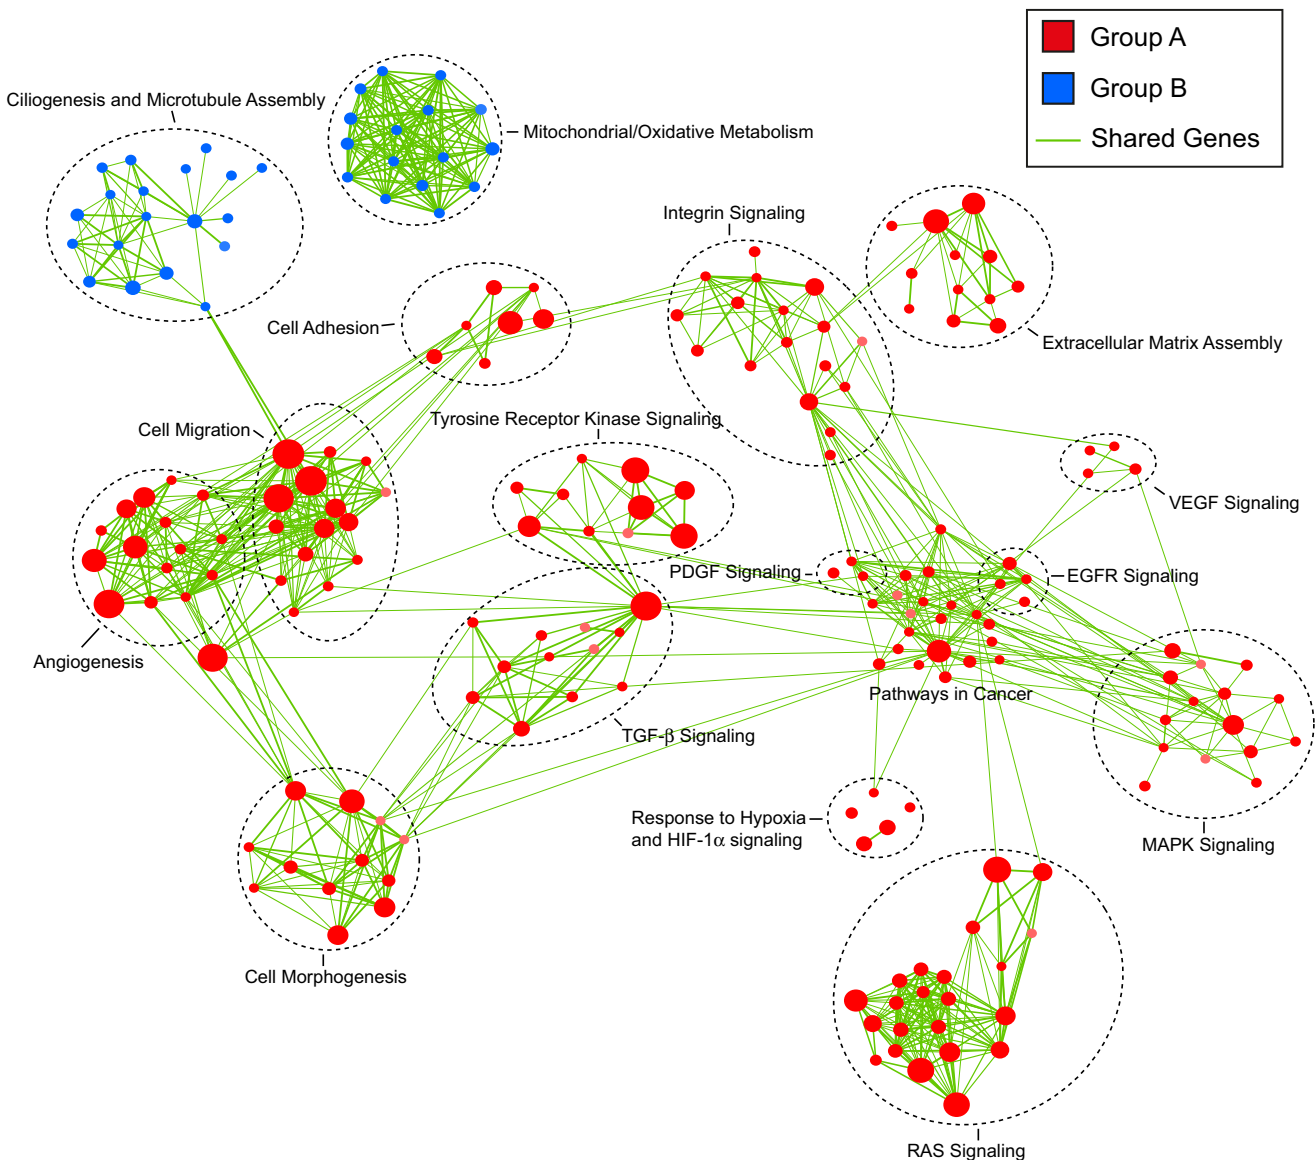 Group A
Group B
Shared Genes
Ciliogenesis and Microtubule Assembly
Mitochondrial/Oxidative Metabolism
Integrin Signaling
Cell Adhesion
Extracellular Matrix Assembly
Cell Migration
Tyrosine Receptor Kinase Signaling
VEGF Signaling
PDGF Signaling
EGFR Signaling
Angiogenesis
Pathways in Cancer
TGF-β Signaling
Response to Hypoxia
and HIF-1α signaling
MAPK Signaling
Cell Morphogenesis
RAS Signaling